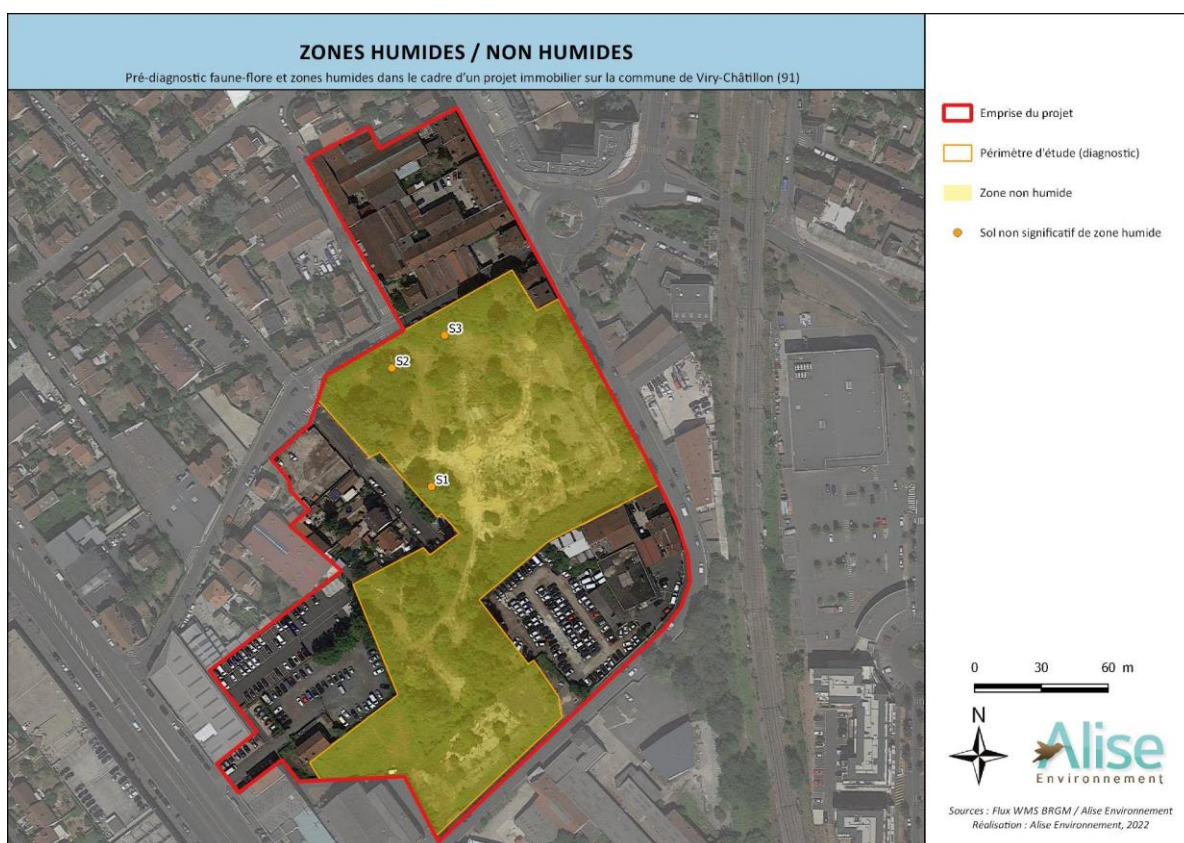 ZONES HUMIDES / NON HUMIDES
Pré-diagnostic faune-flore et zones humides dans le cadre d'un projet immobilier sur la commune de Viry-Châtillon (91)
Emprise du projet
Périmètre d'étude (diagnostic)
Zone non humide
Sol non significatif de zone humide
S3
S2
S1
0 30 60 m
N
Alise
Environnement
Sources : Flux WMS BRGM / Alise Environnement
Réalisation : Alise Environnement, 2022